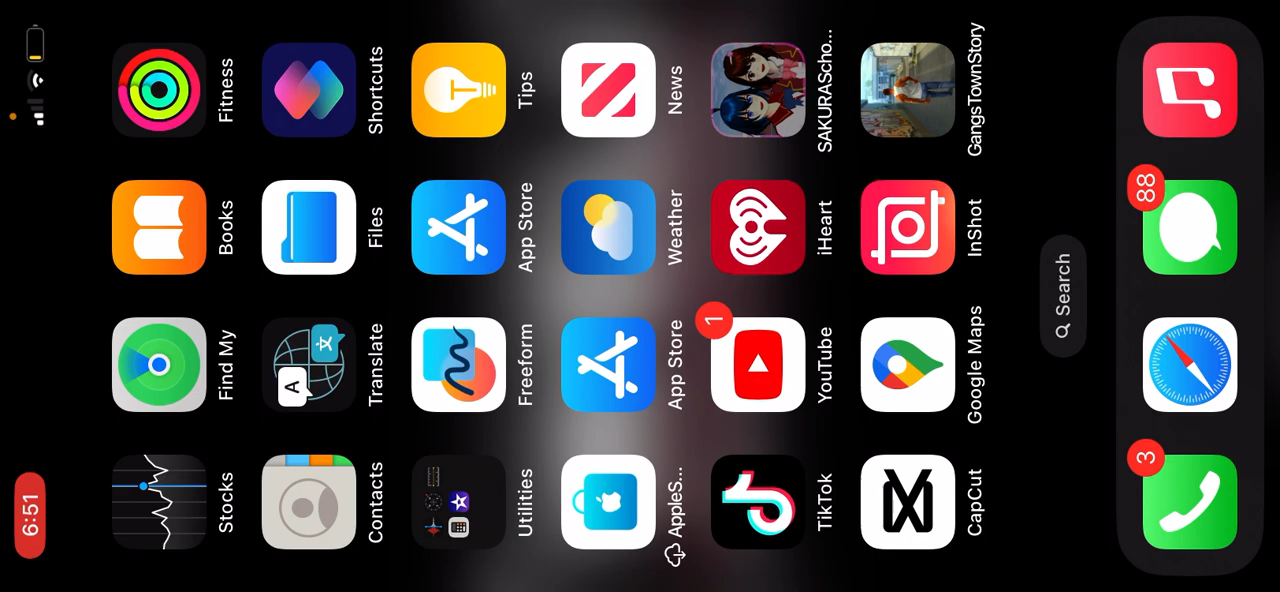 6:51
Stocks Find My Books Fitness
Contacts Translate Files Shortcuts
Utilities Freeform App Store Tips
AppleS... App Store Weather News
1
TikTok YouTube iHeart SAKURAScho...
CapCut Google Maps InShot GangsTownStory
Search
3 88